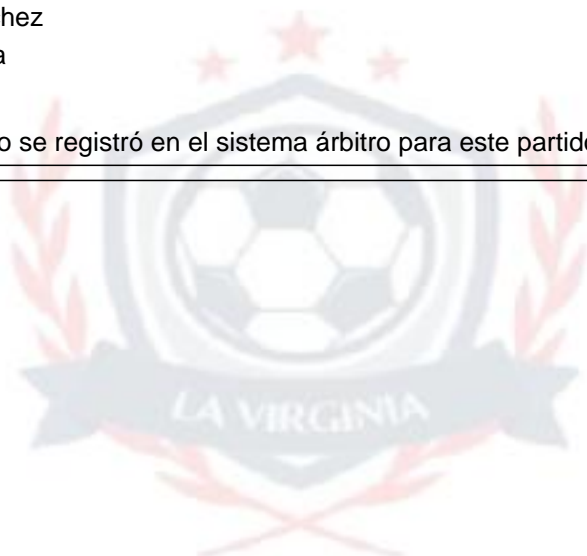 hez
a
o se registró en el sistema árbitro para este partido
LA VIRGINIA